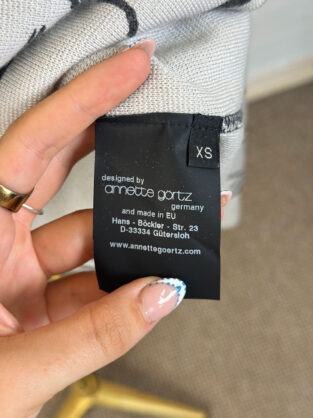 XS
designed by
annette görtz
germany
and made in EU
Hans - Böckler - Str. 23
D-33334 Gütersloh
www.annettegoertz.com